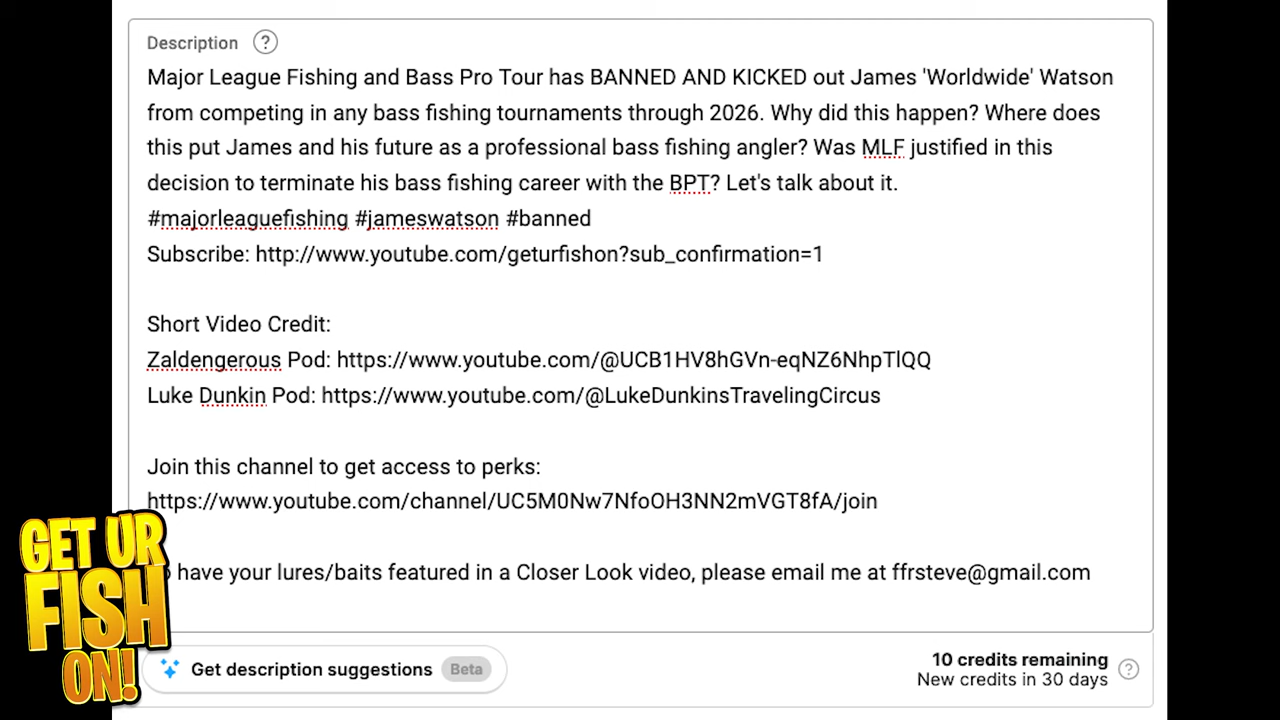 Description ?
Major League Fishing and Bass Pro Tour has BANNED AND KICKED out James 'Worldwide' Watson
from competing in any bass fishing tournaments through 2026. Why did this happen? Where does
this put James and his future as a professional bass fishing angler? Was MLF justified in this
decision to terminate his bass fishing career with the BPT? Let's talk about it.
#majorleaguefishing #jameswatson #banned
Subscribe: http://www.youtube.com/geturfishon?sub_confirmation=1
Short Video Credit:
Zaldengerous Pod: https://www.youtube.com/@UCB1HV8hGVn-eqNZ6NhpTlQQ
Luke Dunkin Pod: https://www.youtube.com/@LukeDunkinsTravelingCircus
Join this channel to get access to perks:
https://www.youtube.com/channel/UC5M0Nw7NfoOH3NN2mVGT8fA/join
have your lures/baits featured in a Closer Look video, please email me at ffrsteve@gmail.com
GET UR
FISH
ON!
Get description suggestions Beta
10 credits remaining ?
New credits in 30 days